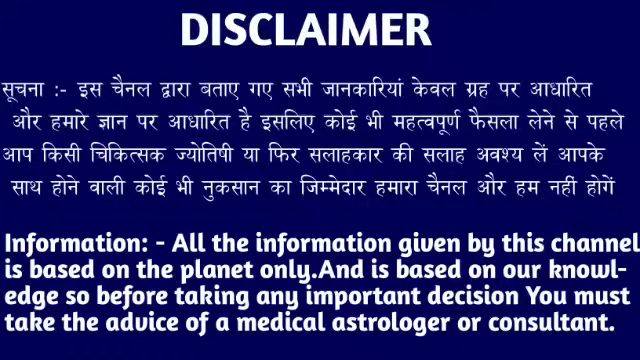 DISCLAIMER
सूचना :- इस चैनल द्वारा बताए गए सभी जानकारियां केवल ग्रह पर आधारित
और हमारे ज्ञान पर आधारित है इसलिए कोई भी महत्वपूर्ण फैसला लेने से पहले
आप किसी चिकित्सक ज्योतिषी या फिर सलाहकार की सलाह अवश्य लें आपके
साथ होने वाली कोई भी नुकसान का जिम्मेदार हमारा चैनल और हम नहीं होगें
Information: - All the information given by this channel
is based on the planet only.And is based on our knowl-
edge so before taking any important decision You must
take the advice of a medical astrologer or consultant.